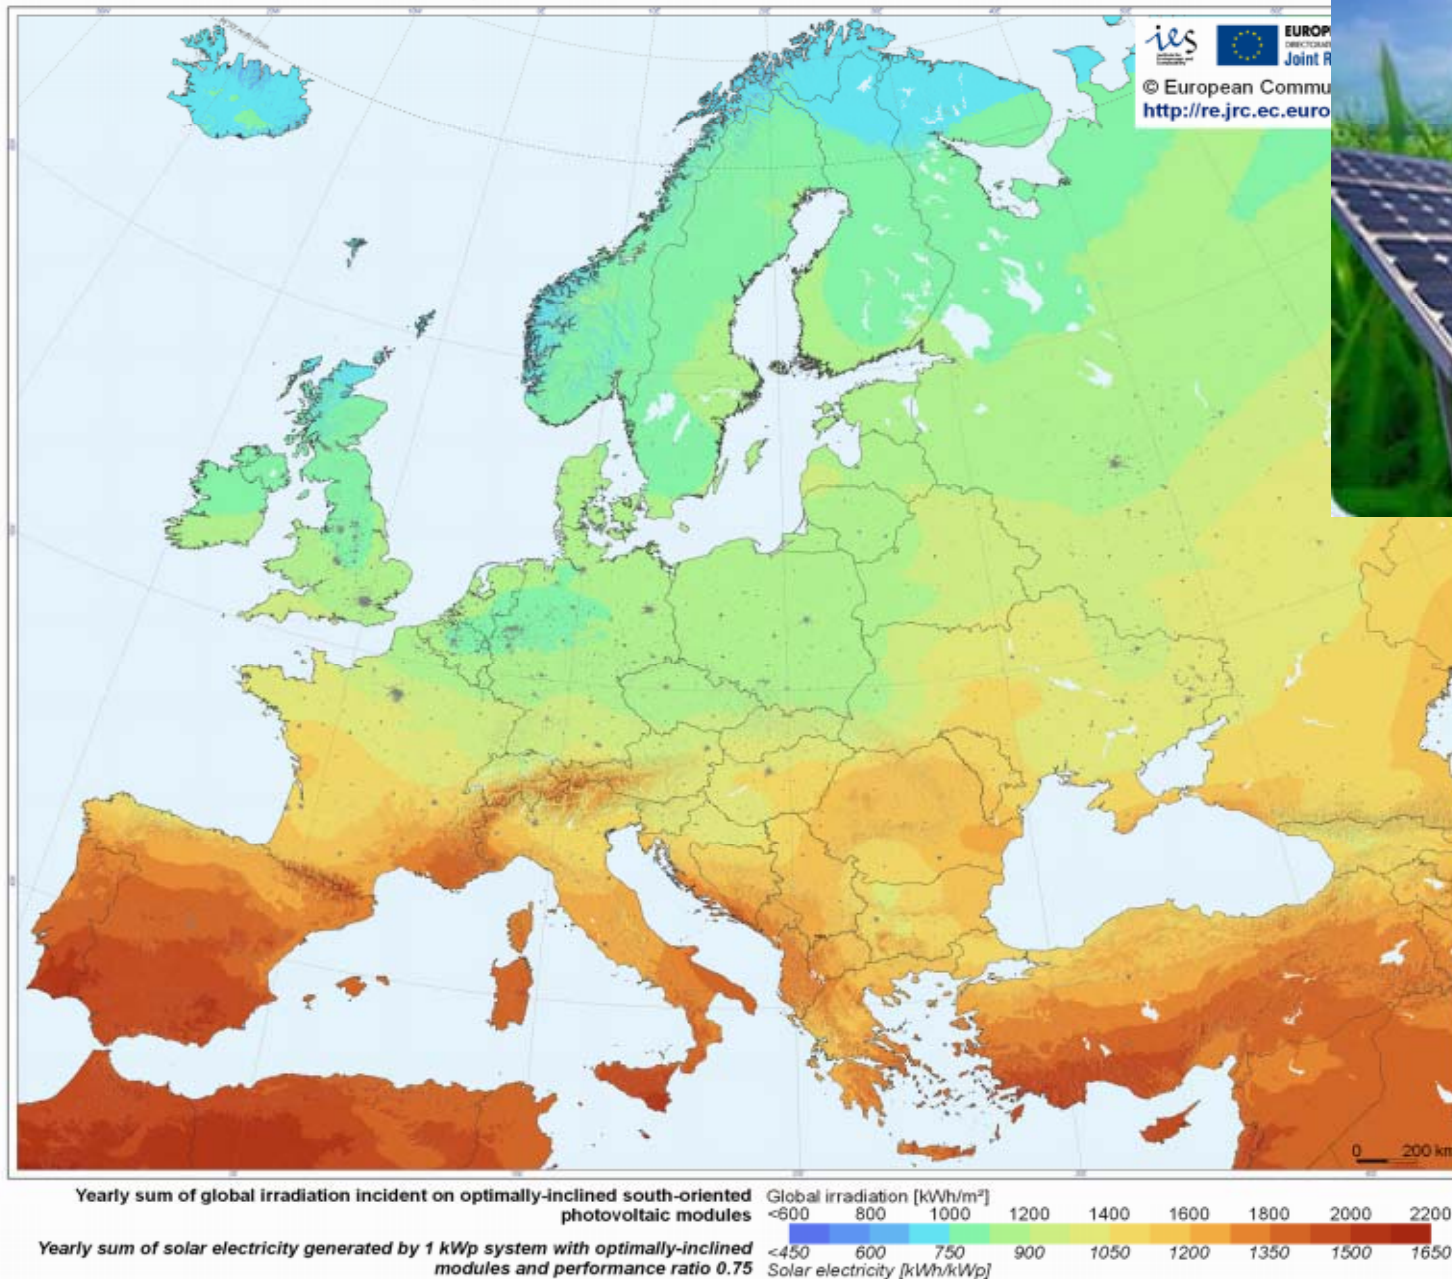 ies
EUROP
Joint R
© European Commu
http://re.jrc.ec.euro
0 200 km
Yearly sum of global irradiation incident on optimally-inclined south-oriented
photovoltaic modules
Yearly sum of solar electricity generated by 1 kWp system with optimally-inclined
modules and performance ratio 0.75
Global irradiation [kWh/m²]
<600 800 1000 1200 1400 1600 1800 2000 2200
<450 600 750 900 1050 1200 1350 1500 1650
Solar electricity [kWh/kWp]